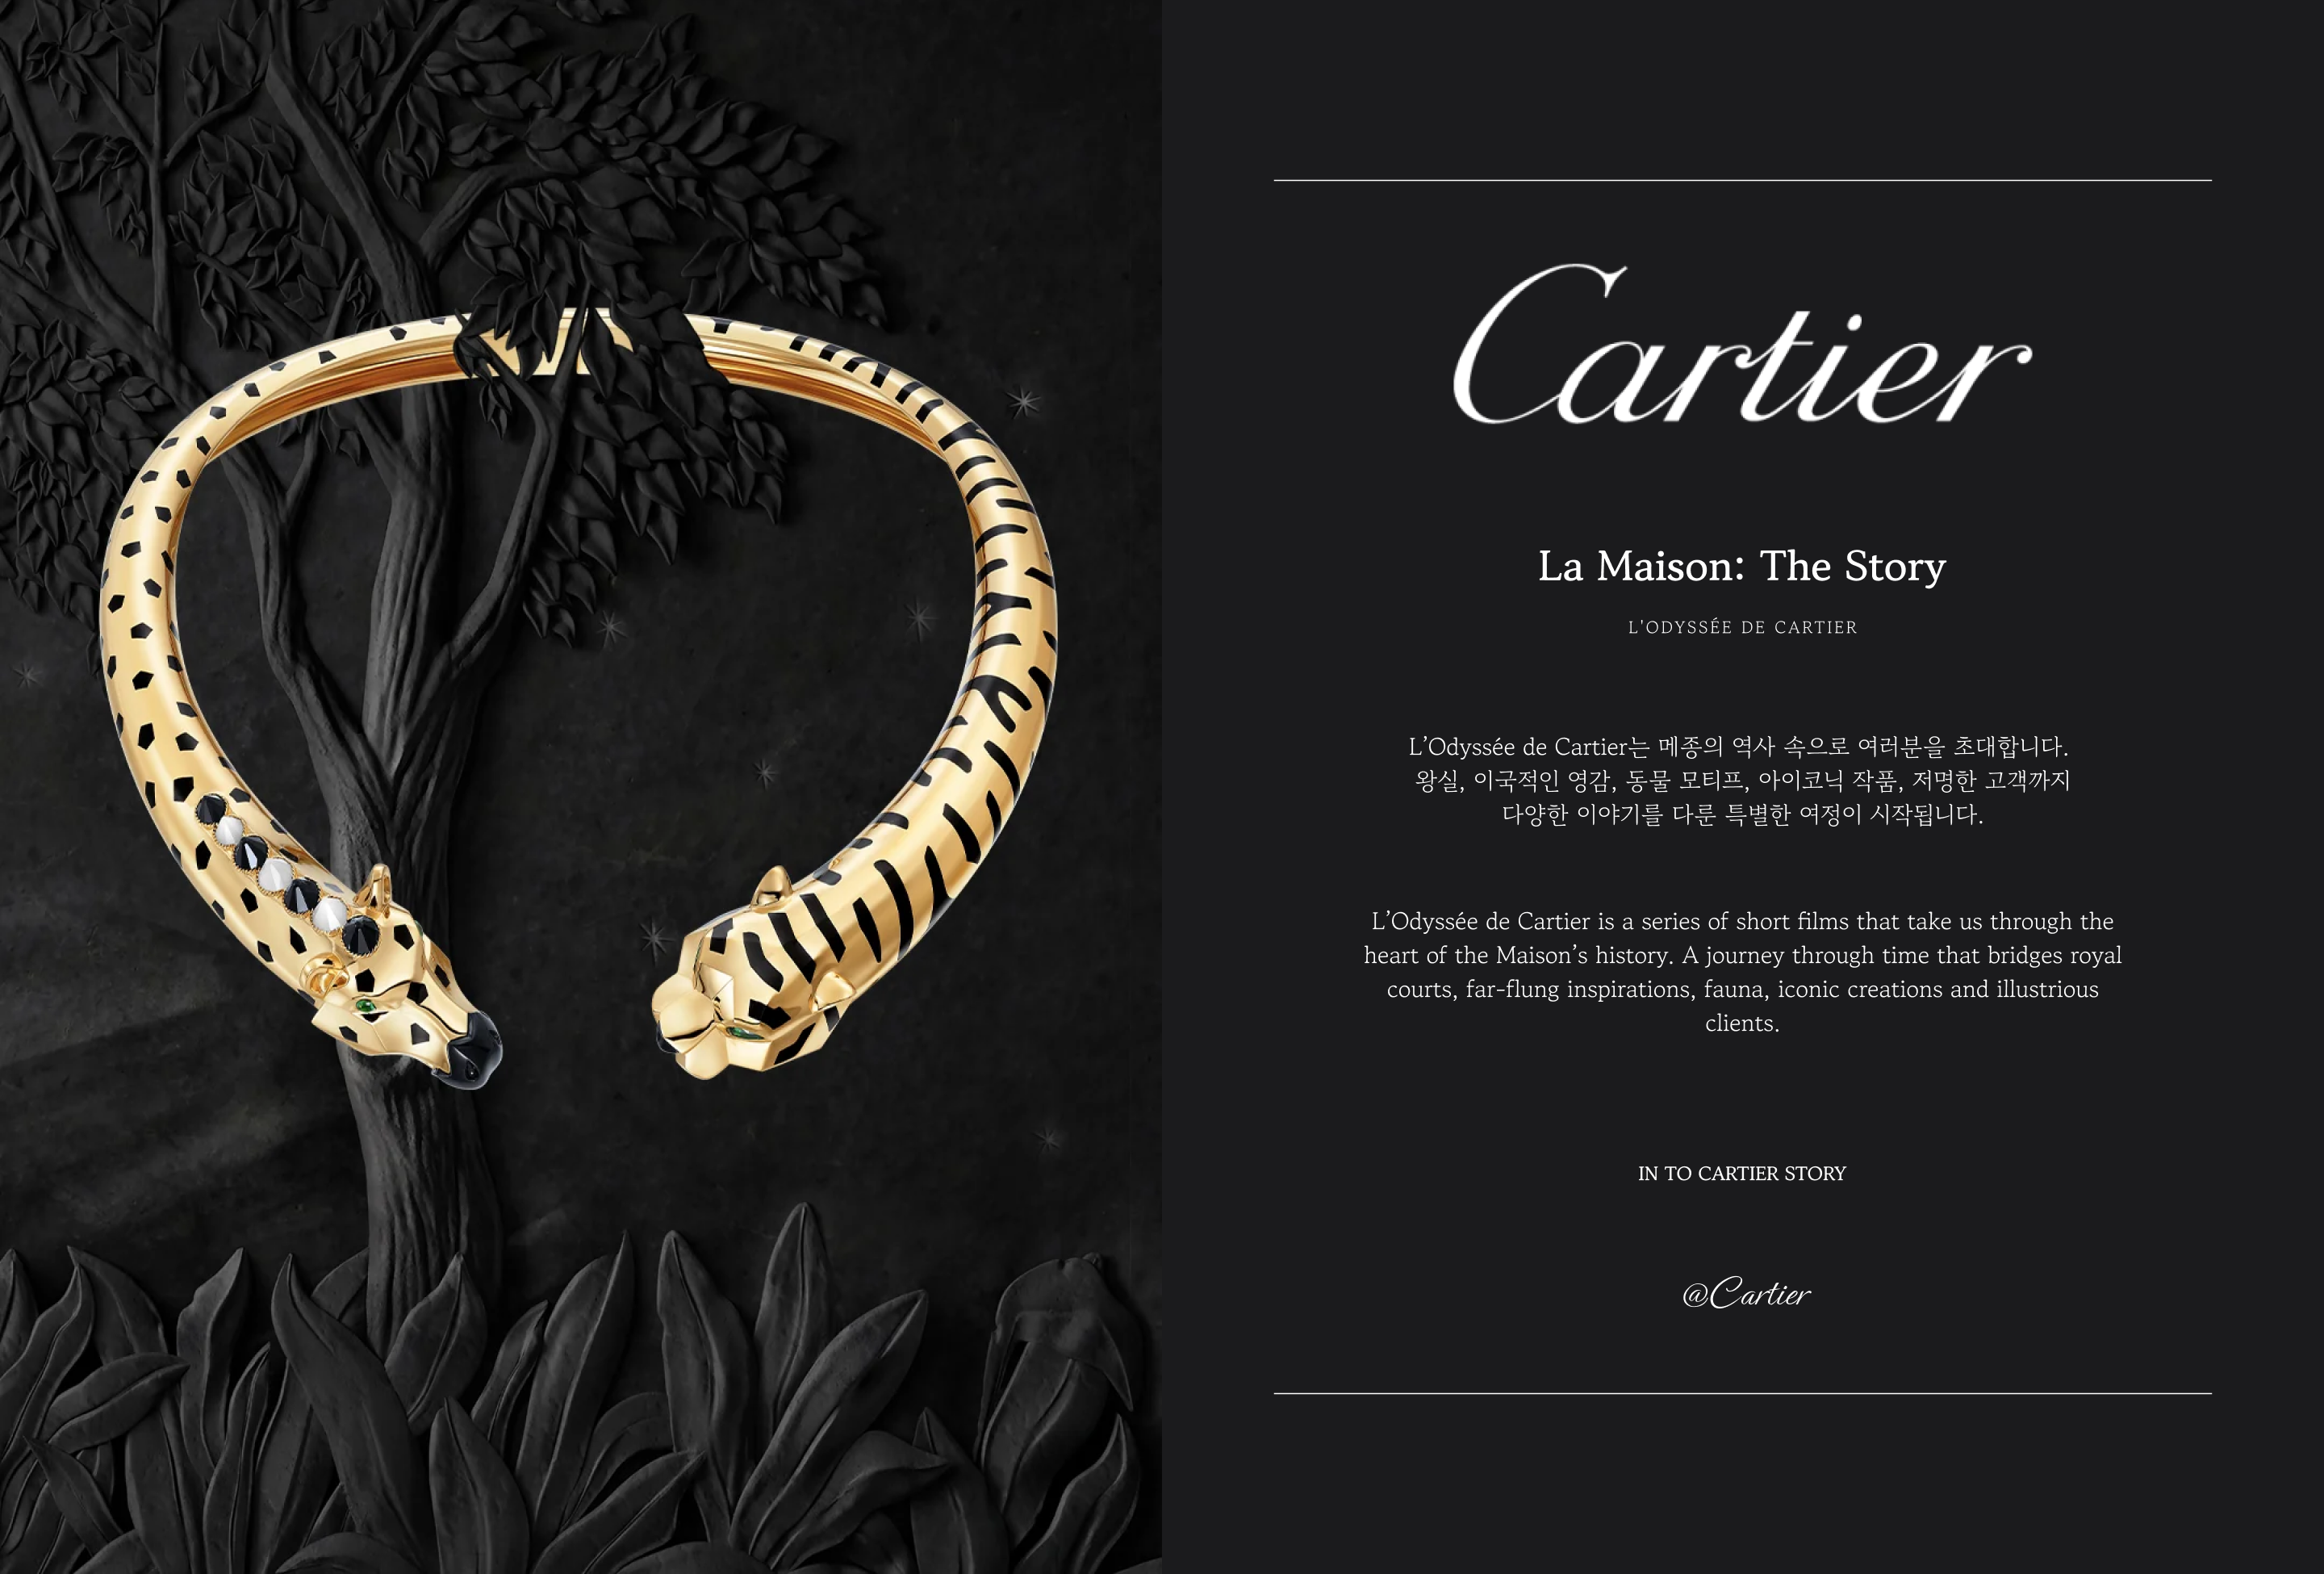 Cartier
La Maison: The Story
L'ODYSSÉE DE CARTIER
L’Odyssée de Cartier는 메종의 역사 속으로 여러분을 초대합니다.
왕실, 이국적인 영감, 동물 모티프, 아이코닉 작품, 저명한 고객까지
다양한 이야기를 다룬 특별한 여정이 시작됩니다.
L’Odyssée de Cartier is a series of short films that take us through the
heart of the Maison’s history. A journey through time that bridges royal
courts, far-flung inspirations, fauna, iconic creations and illustrious
clients.
IN TO CARTIER STORY
@Cartier